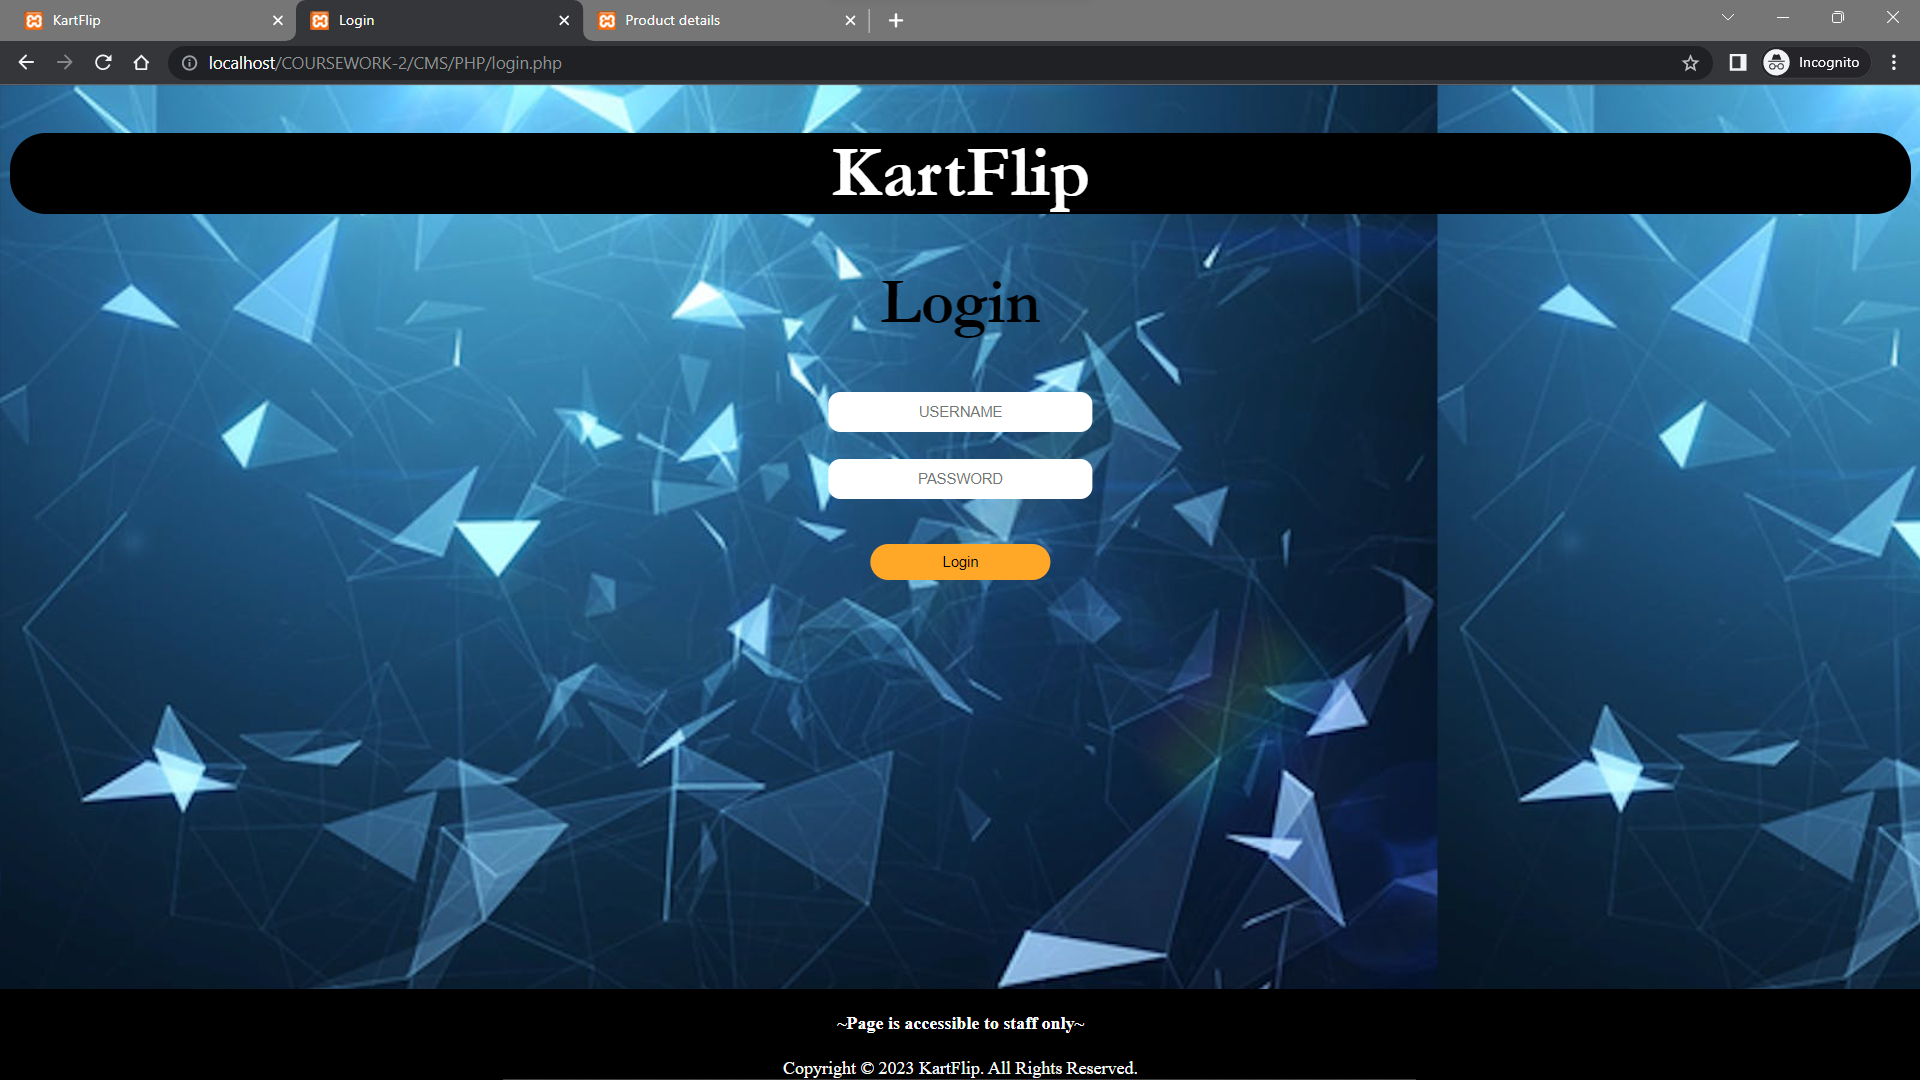 KartFlip
Login
Product details
localhost/COURSEWORK-2/CMS/PHP/login.php
Incognito
KartFlip
Login
USERNAME
PASSWORD
Login
~Page is accessible to staff only~
Copyright © 2023 KartFlip. All Rights Reserved.